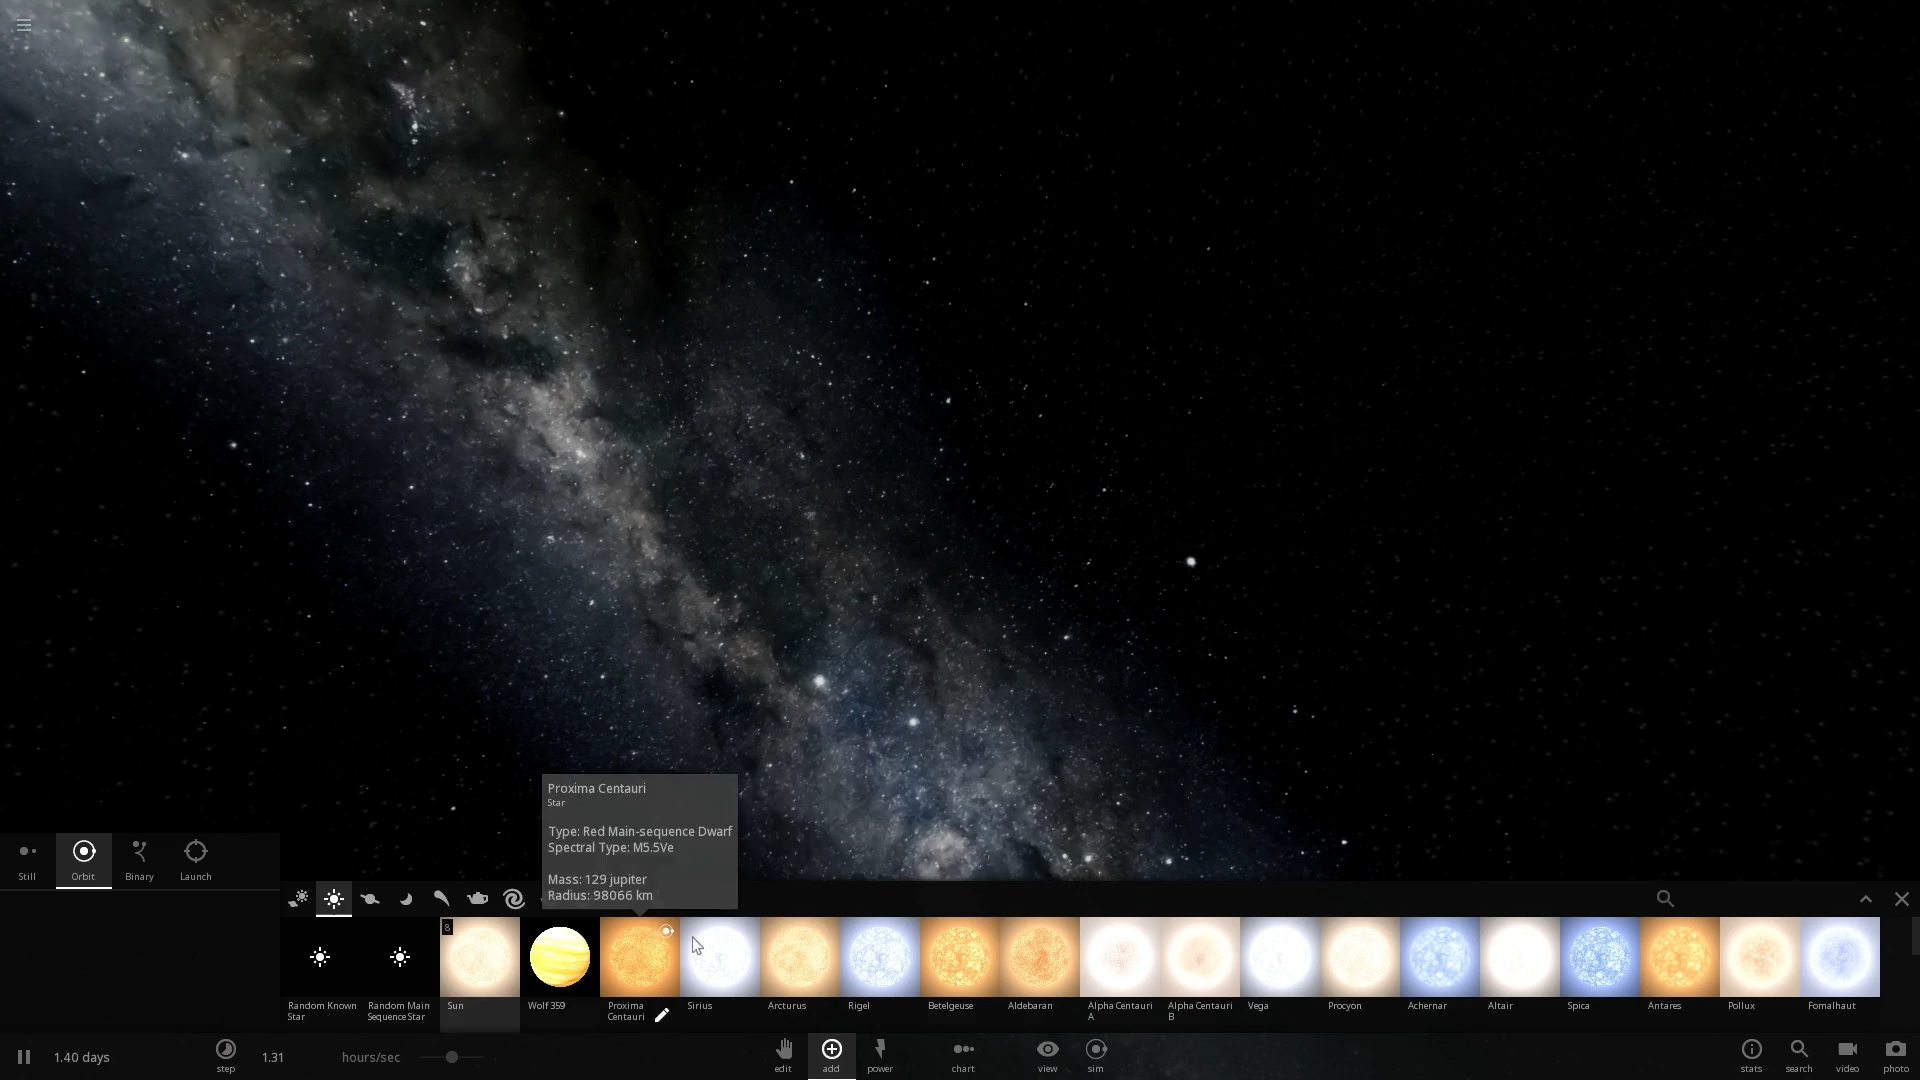 Proxima Centauri
Star
Type: Red Main-sequence Dwarf
Spectral Type: M5.5Ve
Mass: 129 jupiter
Radius: 98066 km
Still
Orbit
Binary
Launch
8
Random Known
Star
Random Main
Sequence Star
Sun
Wolf 359
Proxima
Centauri
Sirius
Arcturus
Rigel
Betelgeuse
Aldebaran
Alpha Centauri
A
Alpha Centauri
B
Vega
Procyon
Achernar
Altair
Spica
Antares
Pollux
Fomalhaut
1.40 days
step
1.31
hours/sec
edit
add
power
chart
view
sim
stats
search
video
photo